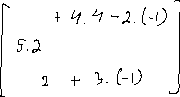 + 4.4 - 2.(-1)
5.2
2 + 3.(-1)